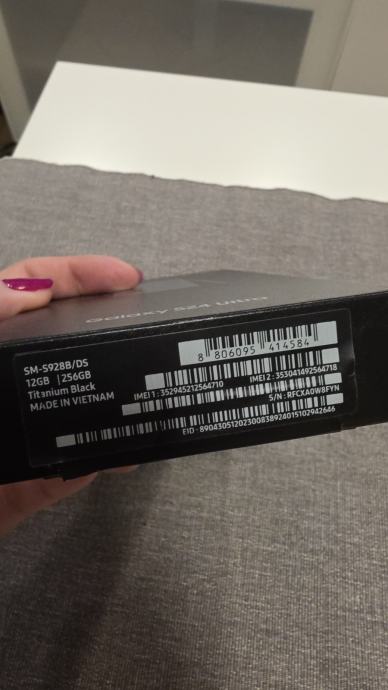 Galaxy S24 Ultra
SM-S928B/DS
12GB | 256GB
Titanium Black
MADE IN VIETNAM
8 806095 414584
IMEI 1: 352945212564710
IMEI 2: 353041492564718
S/N: RFCXA0W8FYN
EID: 89043051202300838924015102942646